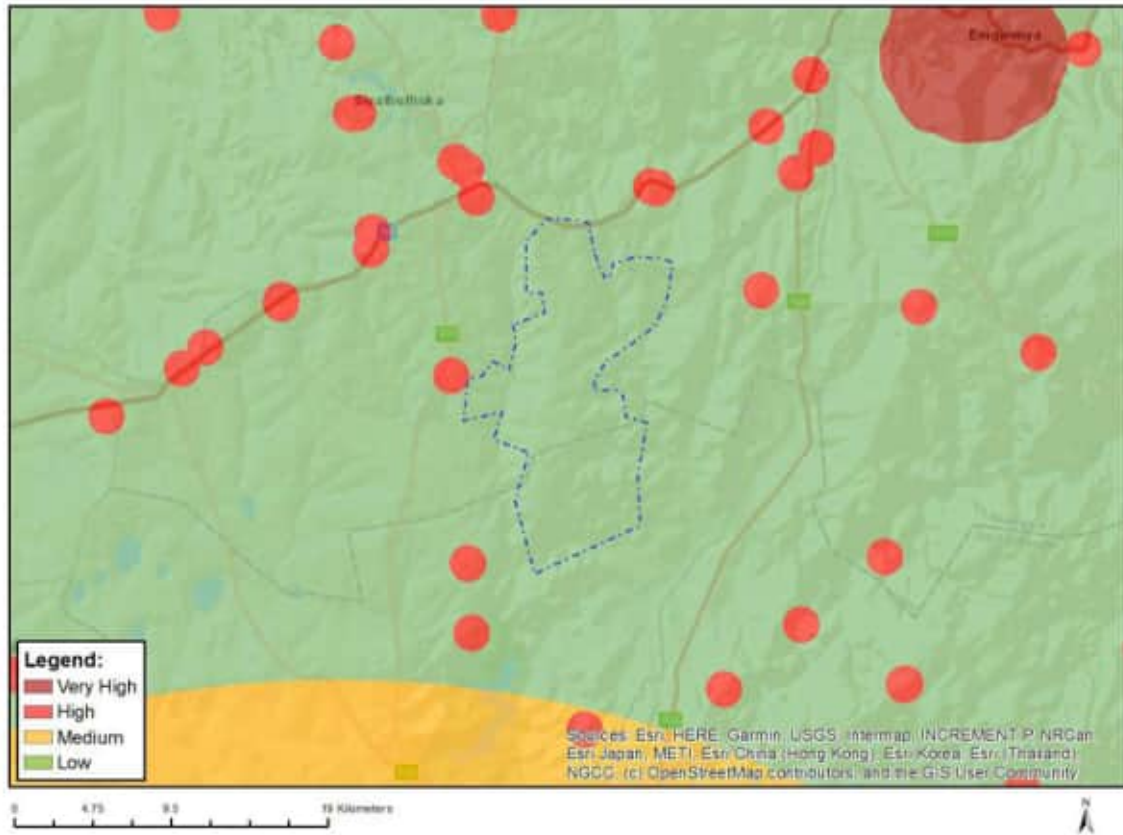 Legend:
Very High
High
Medium
Low
Sources: Esri, HERE, Garmin, USGS, Intermap, INCREMENT P, NRCan,
Esri Japan, METI, Esri China (Hong Kong), Esri Korea, Esri (Thailand),
NGCC, (c) OpenStreetMap contributors, and the GIS User Community
0 4.75 9.5 19 Kilometers
N